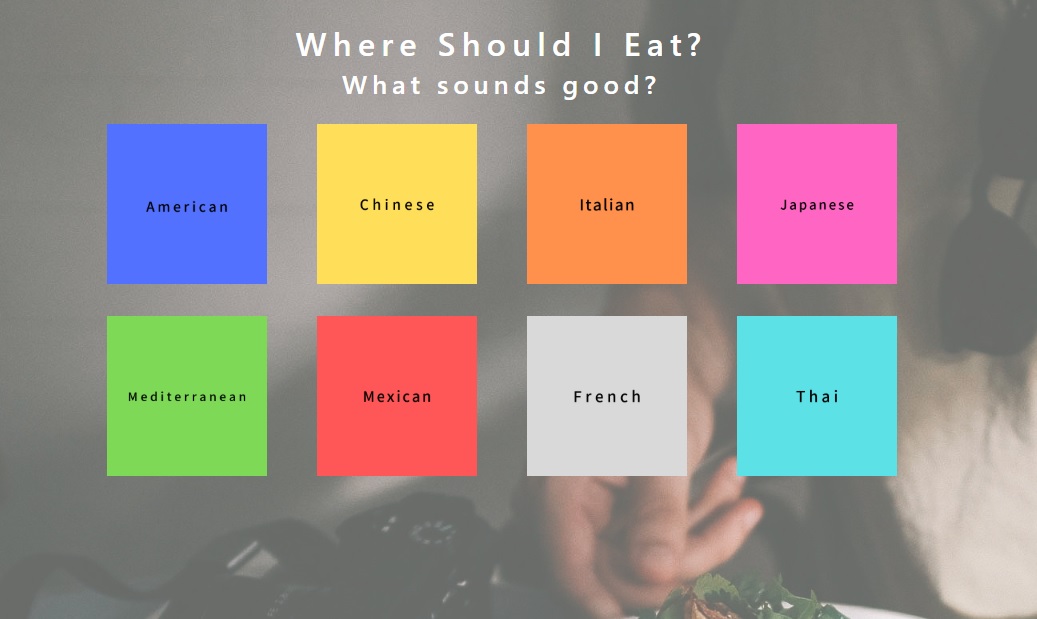 Where Should I Eat?
What sounds good?
American
Chinese
Italian
Japanese
Mediterranean
Mexican
French
Thai